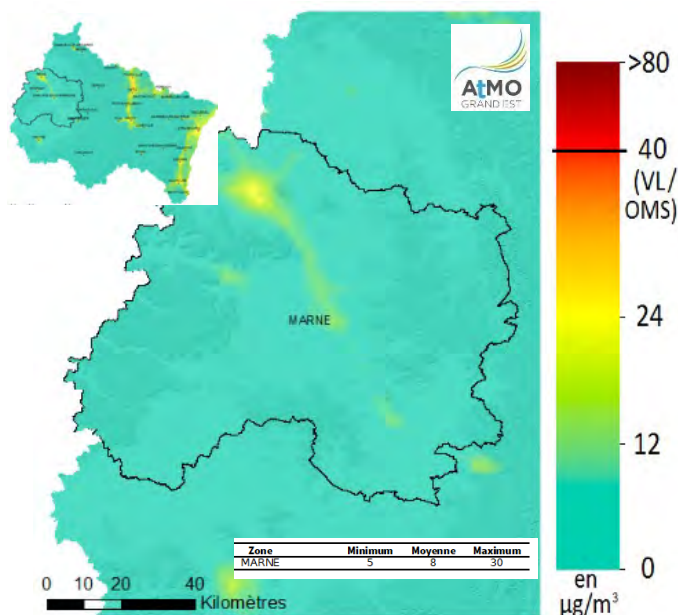 AtMO
GRAND EST
>80
40
(VL/
OMS)
24
12
0
en
µg/m³
MARNE
Zone Minimum Moyenne Maximum
MARNE 5 8 30
0 10 20 40
Kilomètres